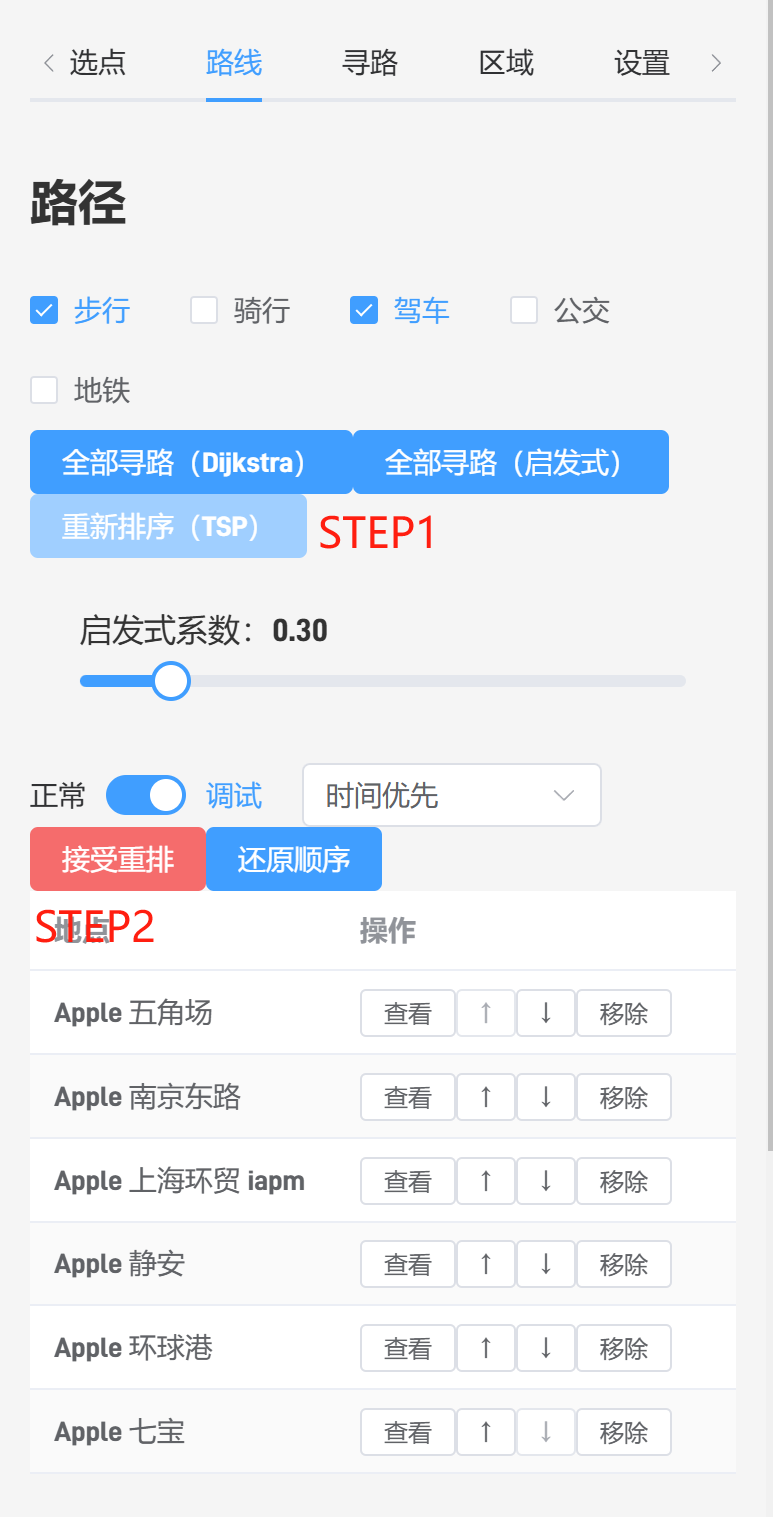 选点 路线 寻路 区域 设置
路径
步行 骑行 驾车 公交
地铁
全部寻路（Dijkstra） 全部寻路（启发式）
重新排序（TSP） STEP1
启发式系数：0.30
正常 调试 时间优先
接受重排 还原顺序
STEP2
地点 操作
Apple 五角场 查看 ↑ ↓ 移除
Apple 南京东路 查看 ↑ ↓ 移除
Apple 上海环贸 iapm 查看 ↑ ↓ 移除
Apple 静安 查看 ↑ ↓ 移除
Apple 环球港 查看 ↑ ↓ 移除
Apple 七宝 查看 ↑ ↓ 移除